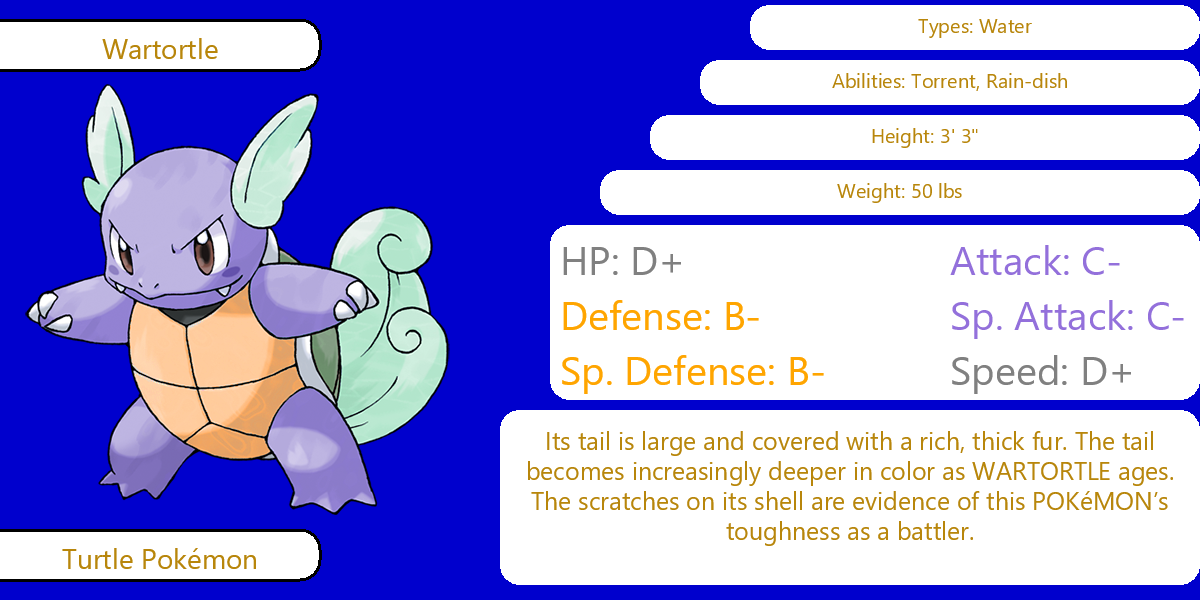 Wartortle
Types: Water
Abilities: Torrent, Rain-dish
Height: 3' 3"
Weight: 50 lbs
HP: D+
Attack: C-
Defense: B-
Sp. Attack: C-
Sp. Defense: B-
Speed: D+
Its tail is large and covered with a rich, thick fur. The tail
becomes increasingly deeper in color as WARTORTLE ages.
The scratches on its shell are evidence of this POKéMON’s
toughness as a battler.
Turtle Pokémon